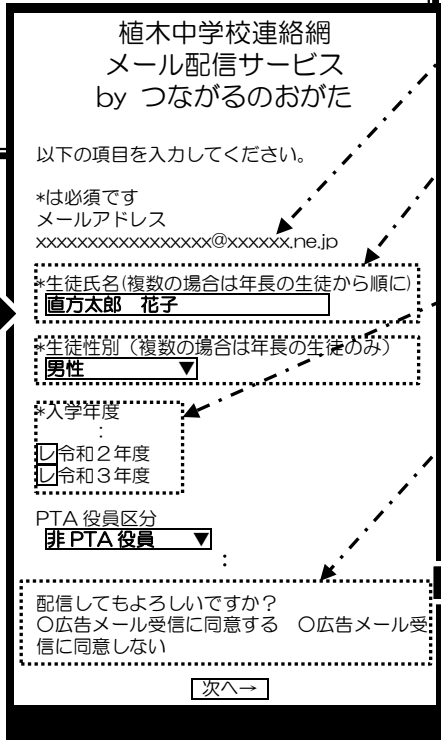 植木中学校連絡網
メール配信サービス
by つながるのおがた
以下の項目を入力してください。
*は必須です
メールアドレス
xxxxxxxxxxxxxxxxx@xxxxxx.ne.jp
*生徒氏名(複数の場合は年長の生徒から順に)
直方太郎　花子
*生徒性別（複数の場合は年長の生徒のみ）
男性 ▼
*入学年度
:
レ令和２年度
レ令和３年度
PTA 役員区分
非 PTA 役員 ▼
:
配信してもよろしいですか？
○広告メール受信に同意する　○広告メール受
信に同意しない
次へ→